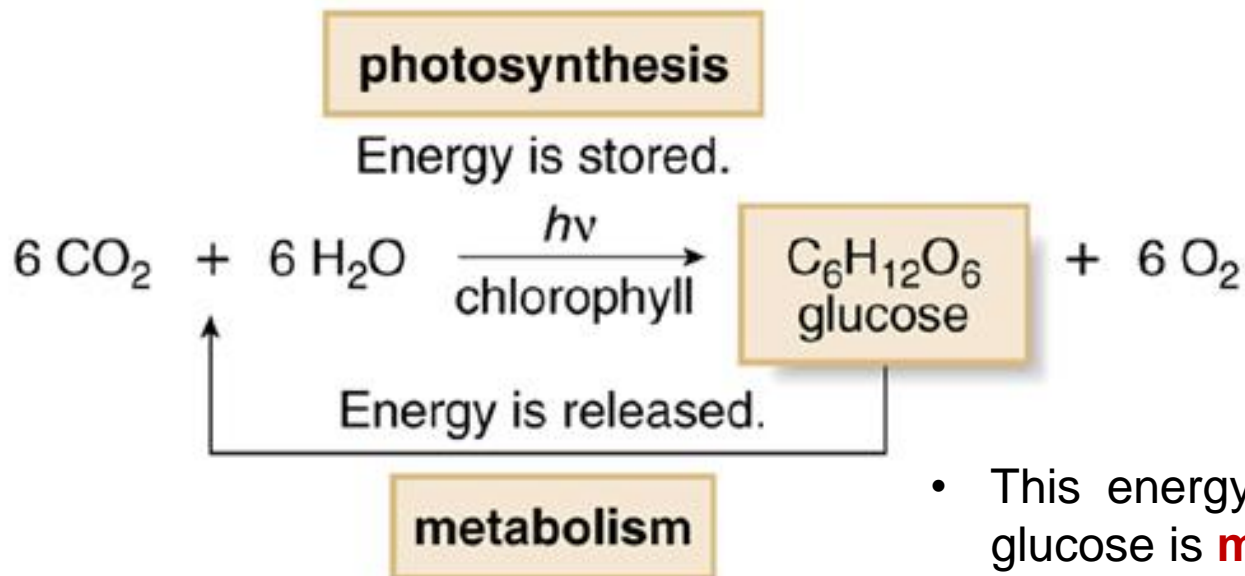 photosynthesis
Energy is stored.
6 CO₂ + 6 H₂O hν C₆H₁₂O₆ + 6 O₂
chlorophyll glucose
Energy is released.
metabolism
• This energy
glucose is m